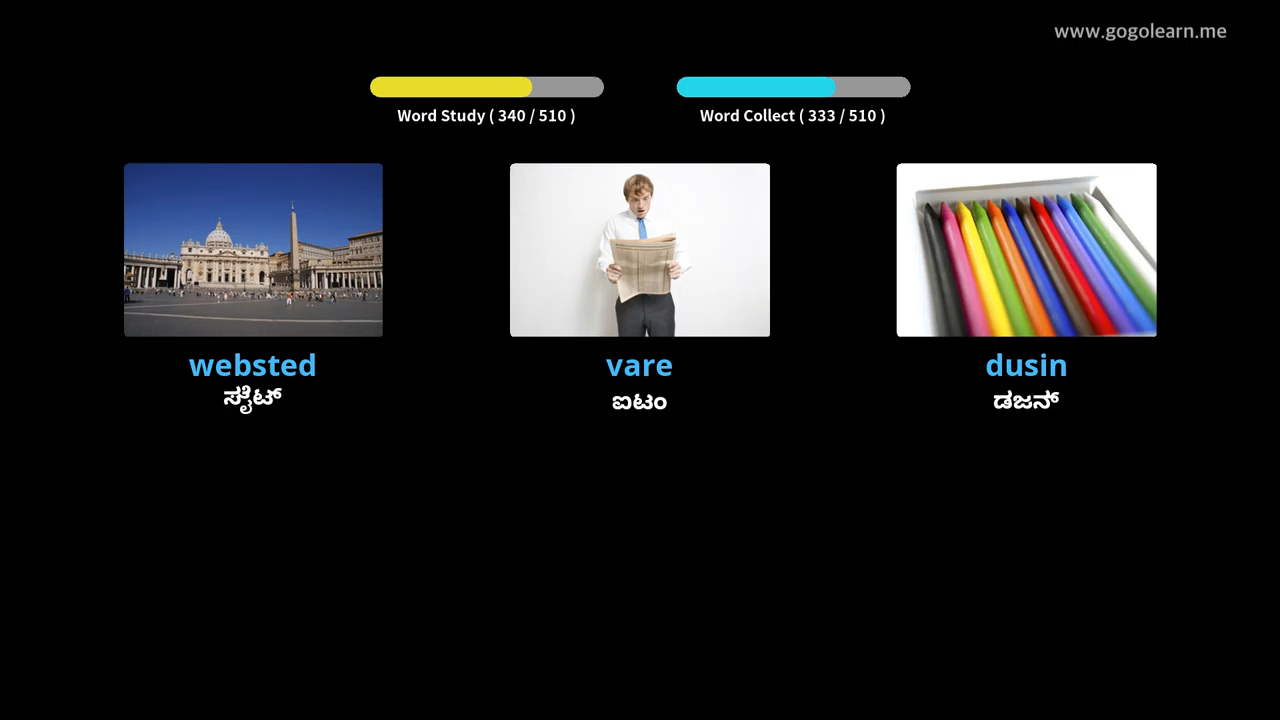 www.gogolearn.me
Word Study ( 340 / 510 )
Word Collect ( 333 / 510 )
websted
ಸೈಟ್
vare
ಐಟಂ
dusin
ಡಜನ್